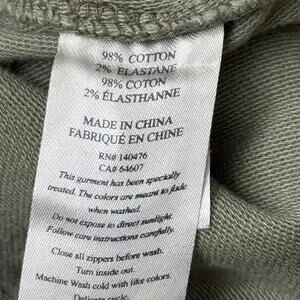 98% COTTON
2% ELASTANE
98% COTON
2% ÉLASTHANNE
MADE IN CHINA
FABRIQUÉ EN CHINE
RN# 140476
CA# 64607
This garment has been specially
treated. The colors are meant to fade
when washed.
Do not expose to direct sunlight.
Follow care instructions carefully.
Close all zippers before wash.
Turn inside out.
Machine Wash cold with like colors.
Delicate cycle.